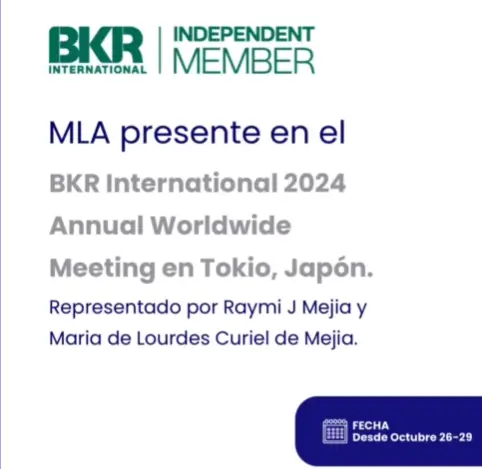 BKR
INTERNATIONAL
INDEPENDENT
MEMBER
MLA presente en el
BKR International 2024
Annual Worldwide
Meeting en Tokio, Japón.
Representado por Raymi J Mejia y
Maria de Lourdes Curiel de Mejia.
FECHA
Desde Octubre 26-29